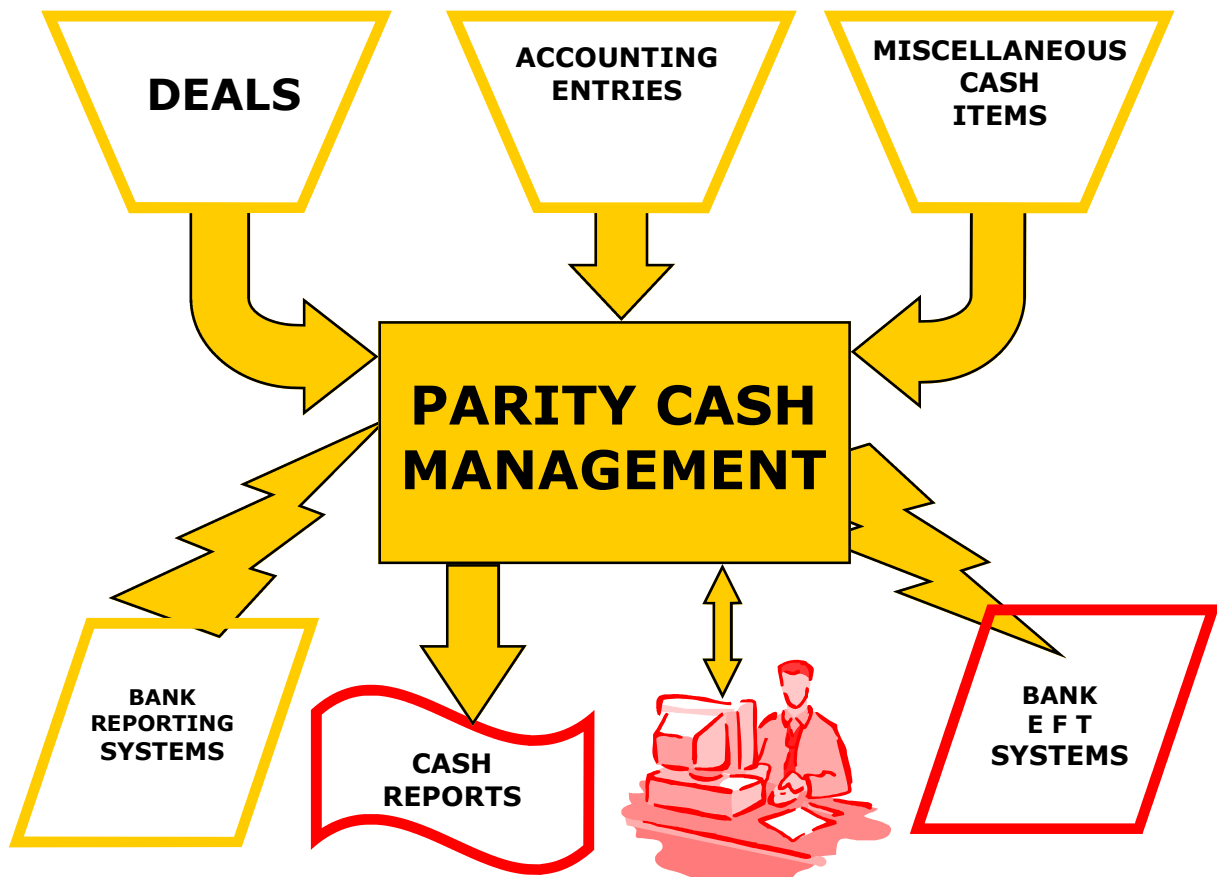 DEALS
ACCOUNTING
ENTRIES
MISCELLANEOUS
CASH
ITEMS
PARITY CASH
MANAGEMENT
BANK
REPORTING
SYSTEMS
CASH
REPORTS
BANK
E F T
SYSTEMS